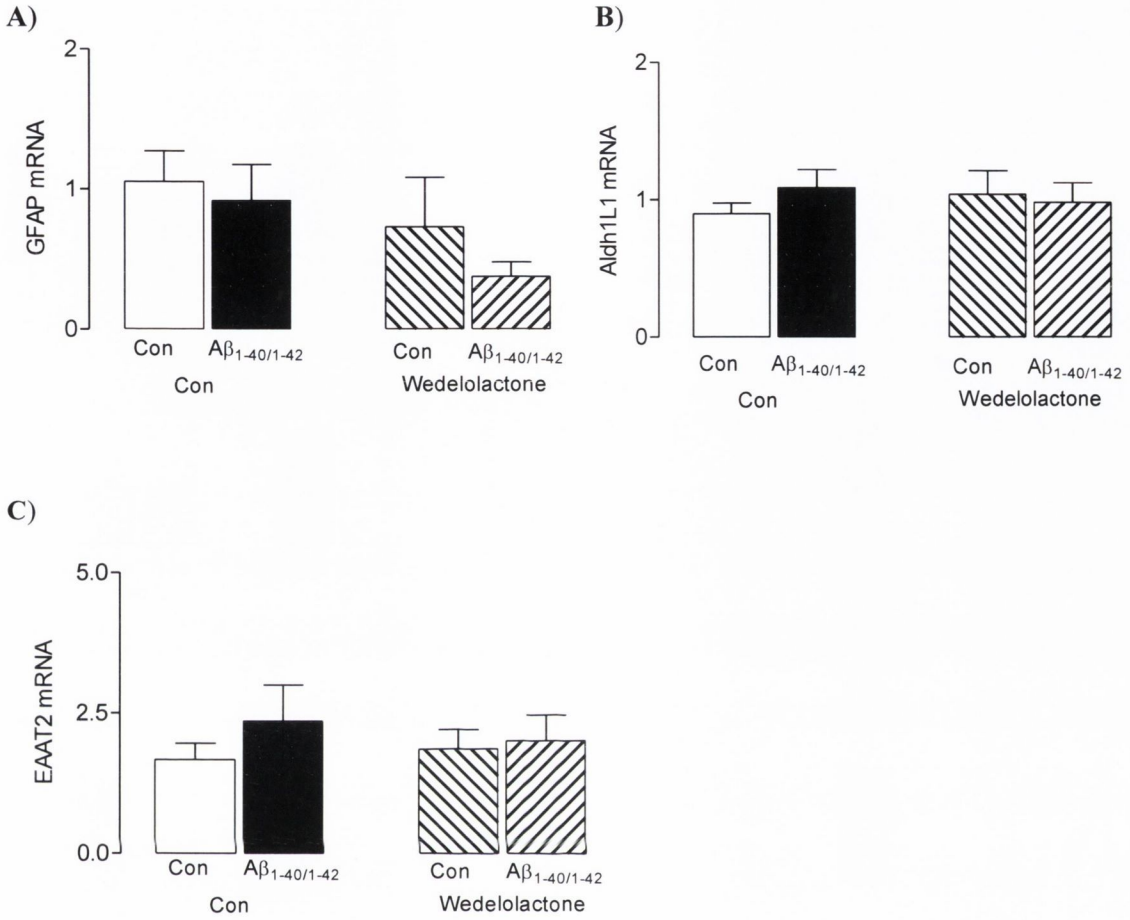 A)
2
1
0
GFAP mRNA
Con Aβ1-40/1-42 Con Aβ1-40/1-42
Con Wedelolactone
B)
2
1
0
Aldh1L1 mRNA
Con Aβ1-40/1-42 Con Aβ1-40/1-42
Con Wedelolactone
C)
5.0
2.5
0.0
EAAT2 mRNA
Con Aβ1-40/1-42 Con Aβ1-40/1-42
Con Wedelolactone